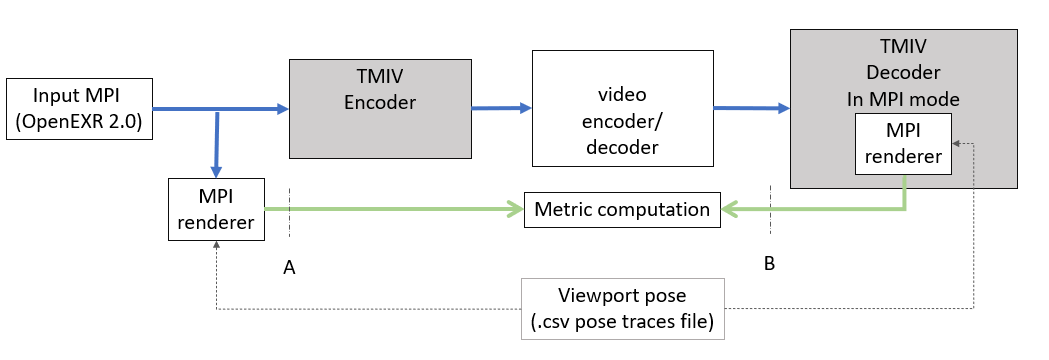 Input MPI
(OpenEXR 2.0)
TMIV
Encoder
video
encoder/
decoder
TMIV
Decoder
In MPI mode
MPI
renderer
MPI
renderer
Metric computation
A
B
Viewport pose
(.csv pose traces file)